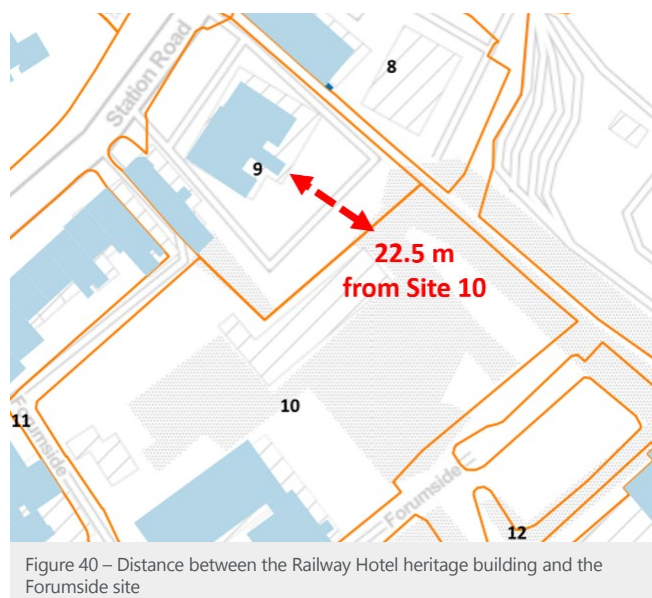 Station Road
8
9
22.5 m
from Site 10
10
11
Forumside
Forumside
12
Figure 40 – Distance between the Railway Hotel heritage building and the
Forumside site